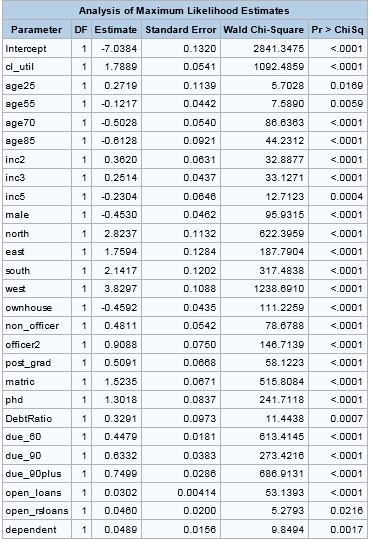 Analysis of Maximum Likelihood Estimates
Parameter DF Estimate Standard Error Wald Chi-Square Pr > ChiSq
Intercept 1 -7.0384 0.1320 2841.3475 <.0001
cl_util 1 1.7889 0.0541 1092.4859 <.0001
age25 1 0.2719 0.1139 5.7028 0.0169
age55 1 -0.1217 0.0442 7.5890 0.0059
age70 1 -0.5028 0.0540 86.6363 <.0001
age85 1 -0.6128 0.0921 44.2312 <.0001
inc2 1 0.3620 0.0631 32.8877 <.0001
inc3 1 0.2514 0.0437 33.1271 <.0001
inc5 1 -0.2304 0.0646 12.7123 0.0004
male 1 -0.4530 0.0462 95.9315 <.0001
north 1 2.8237 0.1132 622.3959 <.0001
east 1 1.7594 0.1284 187.7904 <.0001
south 1 2.1417 0.1202 317.4838 <.0001
west 1 3.8297 0.1088 1238.6910 <.0001
ownhouse 1 -0.4592 0.0435 111.2259 <.0001
non_officer 1 0.4811 0.0542 78.6788 <.0001
officer2 1 0.9088 0.0750 146.7139 <.0001
post_grad 1 0.5091 0.0668 58.1223 <.0001
matric 1 1.5235 0.0671 515.8084 <.0001
phd 1 1.3018 0.0837 241.7118 <.0001
DebtRatio 1 0.3291 0.0973 11.4438 0.0007
due_60 1 0.4479 0.0181 613.4145 <.0001
due_90 1 0.6332 0.0383 273.4216 <.0001
due_90plus 1 0.7499 0.0286 686.9131 <.0001
open_loans 1 0.0302 0.00414 53.1393 <.0001
open_rsloans 1 0.0460 0.0200 5.2793 0.0216
dependent 1 0.0489 0.0156 9.8494 0.0017